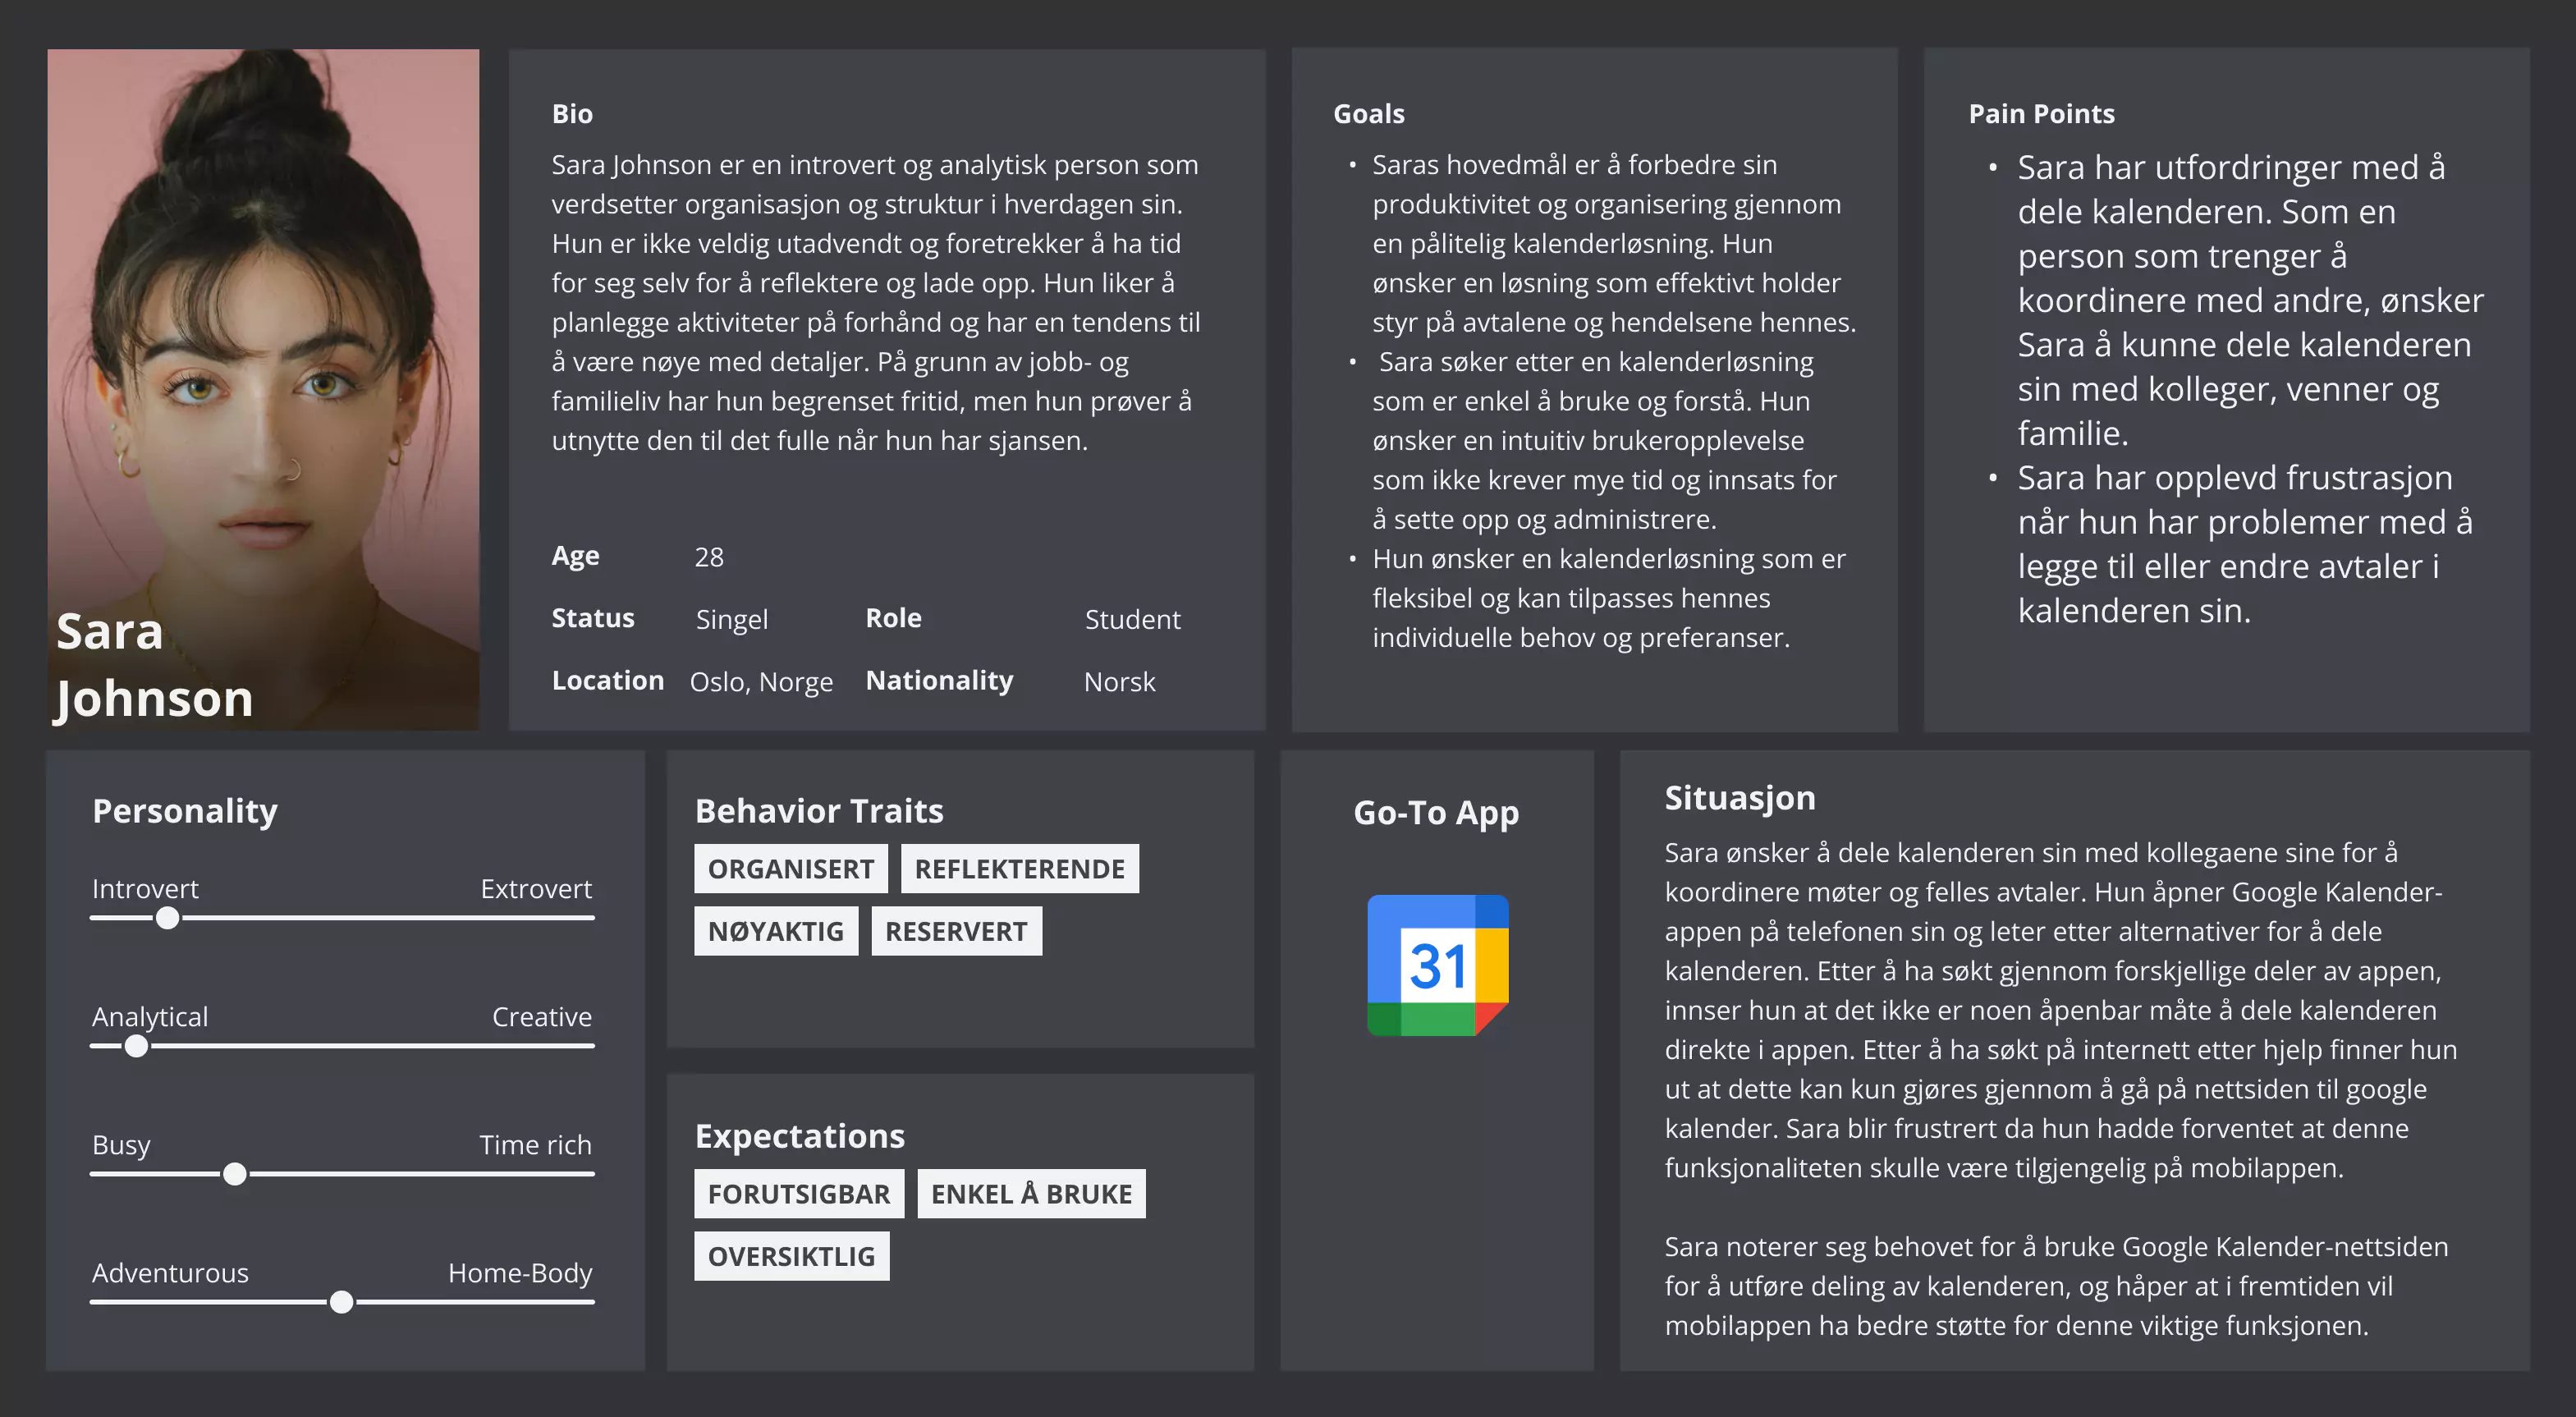 Sara
Johnson
Bio
Sara Johnson er en introvert og analytisk person som
verdsetter organisasjon og struktur i hverdagen sin.
Hun er ikke veldig utadvendt og foretrekker å ha tid
for seg selv for å reflektere og lade opp. Hun liker å
planlegge aktiviteter på forhånd og har en tendens til
å være nøye med detaljer. På grunn av jobb- og
familieliv har hun begrenset fritid, men hun prøver å
utnytte den til det fulle når hun har sjansen.
Age 28
Status Singel Role Student
Location Oslo, Norge Nationality Norsk
Goals
• Saras hovedmål er å forbedre sin
produktivitet og organisering gjennom
en pålitelig kalenderløsning. Hun
ønsker en løsning som effektivt holder
styr på avtalene og hendelsene hennes.
• Sara søker etter en kalenderløsning
som er enkel å bruke og forstå. Hun
ønsker en intuitiv brukeropplevelse
som ikke krever mye tid og innsats for
å sette opp og administrere.
• Hun ønsker en kalenderløsning som er
fleksibel og kan tilpasses hennes
individuelle behov og preferanser.
Pain Points
• Sara har utfordringer med å
dele kalenderen. Som en
person som trenger å
koordinere med andre, ønsker
Sara å kunne dele kalenderen
sin med kolleger, venner og
familie.
• Sara har opplevd frustrasjon
når hun har problemer med å
legge til eller endre avtaler i
kalenderen sin.
Personality
Introvert Extrovert
Analytical Creative
Busy Time rich
Adventurous Home-Body
Behavior Traits
ORGANISERT REFLEKTERENDE
NØYAKTIG RESERVERT
Expectations
FORUTSIGBAR ENKEL Å BRUKE
OVERSIKTLIG
Go-To App
31
Situasjon
Sara ønsker å dele kalenderen sin med kollegaene sine for å
koordinere møter og felles avtaler. Hun åpner Google Kalender-
appen på telefonen sin og leter etter alternativer for å dele
kalenderen. Etter å ha søkt gjennom forskjellige deler av appen,
innser hun at det ikke er noen åpenbar måte å dele kalenderen
direkte i appen. Etter å ha søkt på internett etter hjelp finner hun
ut at dette kan kun gjøres gjennom å gå på nettsiden til google
kalender. Sara blir frustrert da hun hadde forventet at denne
funksjonaliteten skulle være tilgjengelig på mobilappen.
Sara noterer seg behovet for å bruke Google Kalender-nettsiden
for å utføre deling av kalenderen, og håper at i fremtiden vil
mobilappen ha bedre støtte for denne viktige funksjonen.